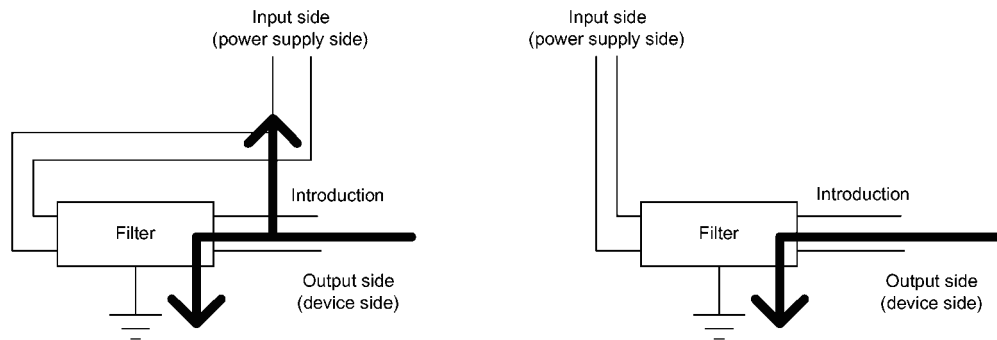 Input side
(power supply side)
Introduction
Filter
Output side
(device side)
Input side
(power supply side)
Introduction
Filter
Output side
(device side)